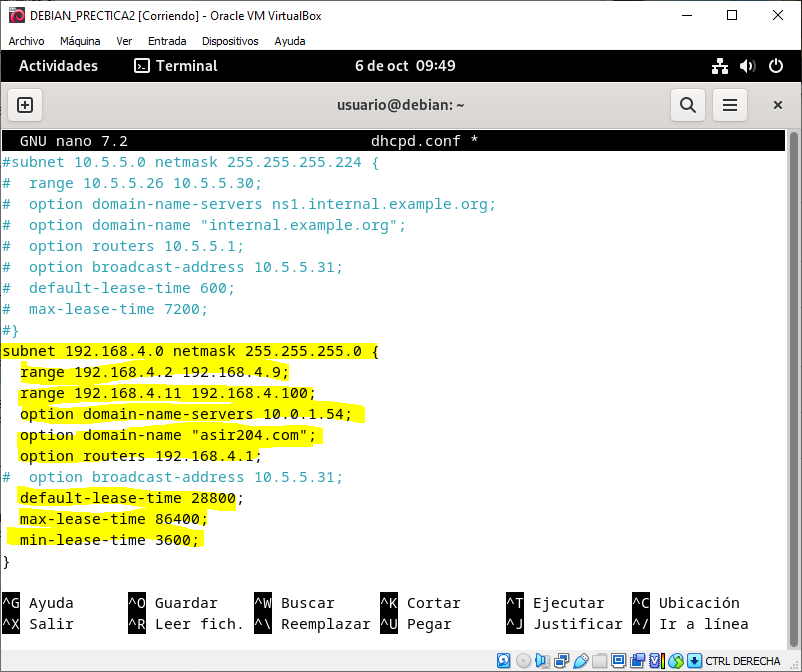 DEBIAN_PRECTICA2 [Corriendo] - Oracle VM VirtualBox
Archivo Máquina Ver Entrada Dispositivos Ayuda
Actividades Terminal 6 de oct 09:49
usuario@debian: ~
GNU nano 7.2 dhcpd.conf *
#subnet 10.5.5.0 netmask 255.255.255.224 {
#  range 10.5.5.26 10.5.5.30;
#  option domain-name-servers ns1.internal.example.org;
#  option domain-name "internal.example.org";
#  option routers 10.5.5.1;
#  option broadcast-address 10.5.5.31;
#  default-lease-time 600;
#  max-lease-time 7200;
#}
subnet 192.168.4.0 netmask 255.255.255.0 {
  range 192.168.4.2 192.168.4.9;
  range 192.168.4.11 192.168.4.100;
  option domain-name-servers 10.0.1.54;
  option domain-name "asir204.com";
  option routers 192.168.4.1;
#  option broadcast-address 10.5.5.31;
  default-lease-time 28800;
  max-lease-time 86400;
  min-lease-time 3600;
}
^G Ayuda ^O Guardar ^W Buscar ^K Cortar ^T Ejecutar ^C Ubicación
^X Salir ^R Leer fich. ^\ Reemplazar ^U Pegar ^J Justificar ^/ Ir a línea
CTRL DERECHA